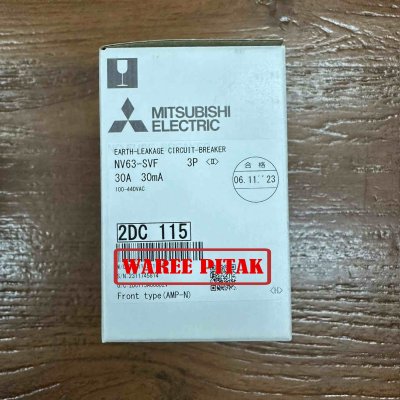 MITSUBISHI
ELECTRIC
EARTH-LEAKAGE CIRCUIT-BREAKER
NV63-SVF 3P
30A 30mA
100-440VAC
合格
06.11.'23
2DC 115
WAREE PITAK
S/N 2311745614
Front type(AMP-N)